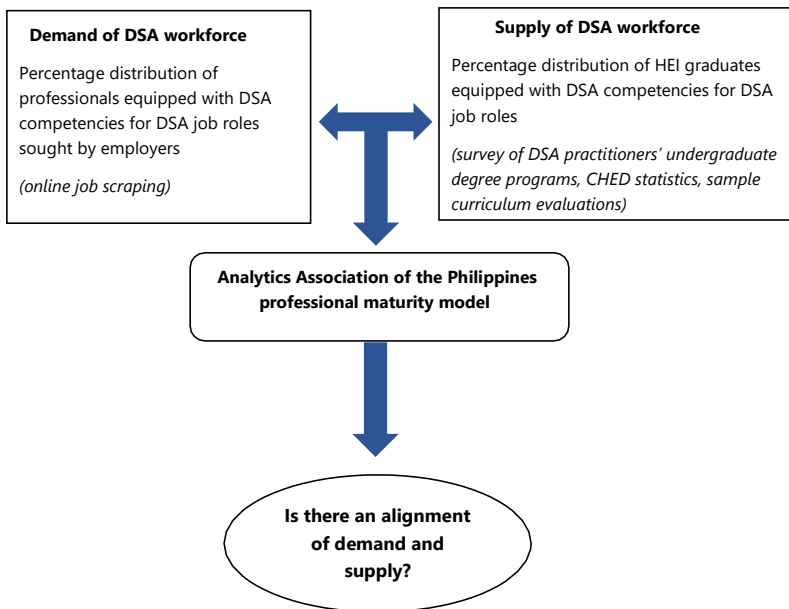 Demand of DSA workforce
Percentage distribution of
professionals equipped with DSA
competencies for DSA job roles
sought by employers
(online job scraping)
Supply of DSA workforce
Percentage distribution of HEI graduates
equipped with DSA competencies for DSA
job roles
(survey of DSA practitioners’ undergraduate
degree programs, CHED statistics, sample
curriculum evaluations)
Analytics Association of the Philippines
professional maturity model
Is there an alignment
of demand and
supply?